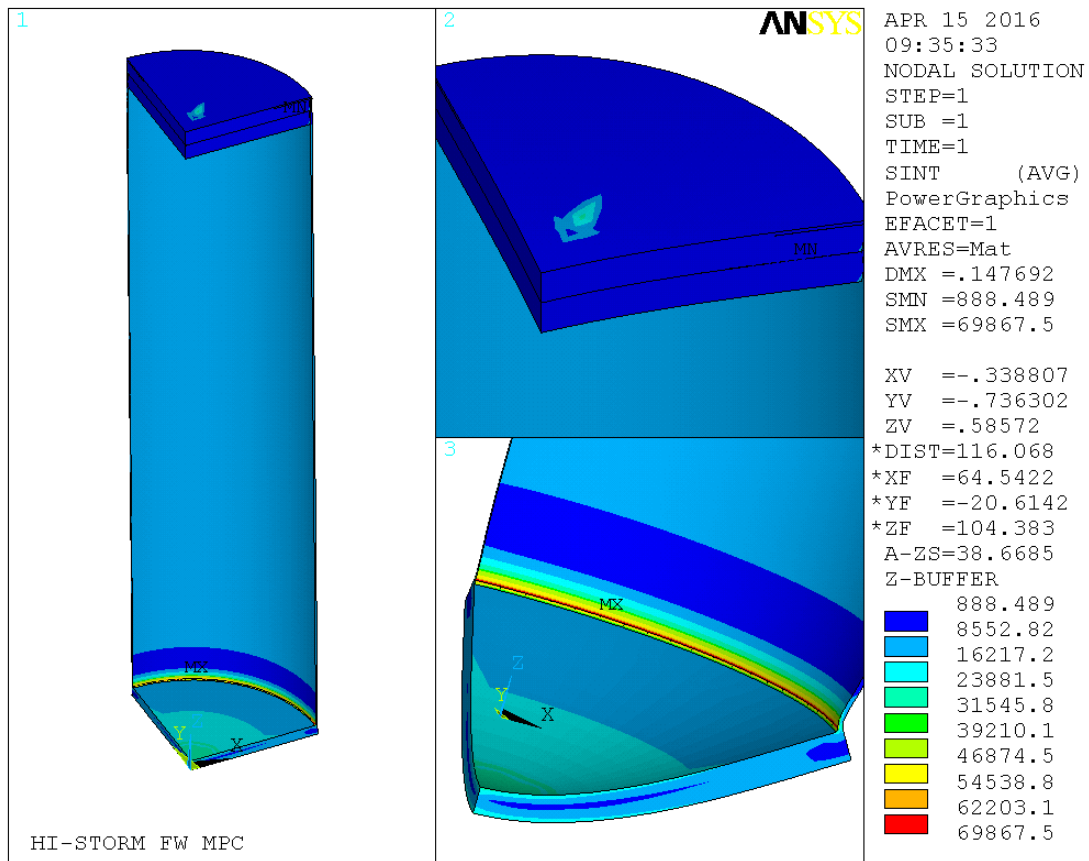 1
MN
MX
Z
Y
X
HI-STORM FW MPC
2
ANSYS
MN
3
MX
Z
Y
X
APR 15 2016
09:35:33
NODAL SOLUTION
STEP=1
SUB =1
TIME=1
SINT (AVG)
PowerGraphics
EFACET=1
AVRES=Mat
DMX =.147692
SMN =888.489
SMX =69867.5
XV =-.338807
YV =-.736302
ZV =.58572
*DIST=116.068
*XF =64.5422
*YF =-20.6142
*ZF =104.383
A-ZS=38.6685
Z-BUFFER
888.489
8552.82
16217.2
23881.5
31545.8
39210.1
46874.5
54538.8
62203.1
69867.5